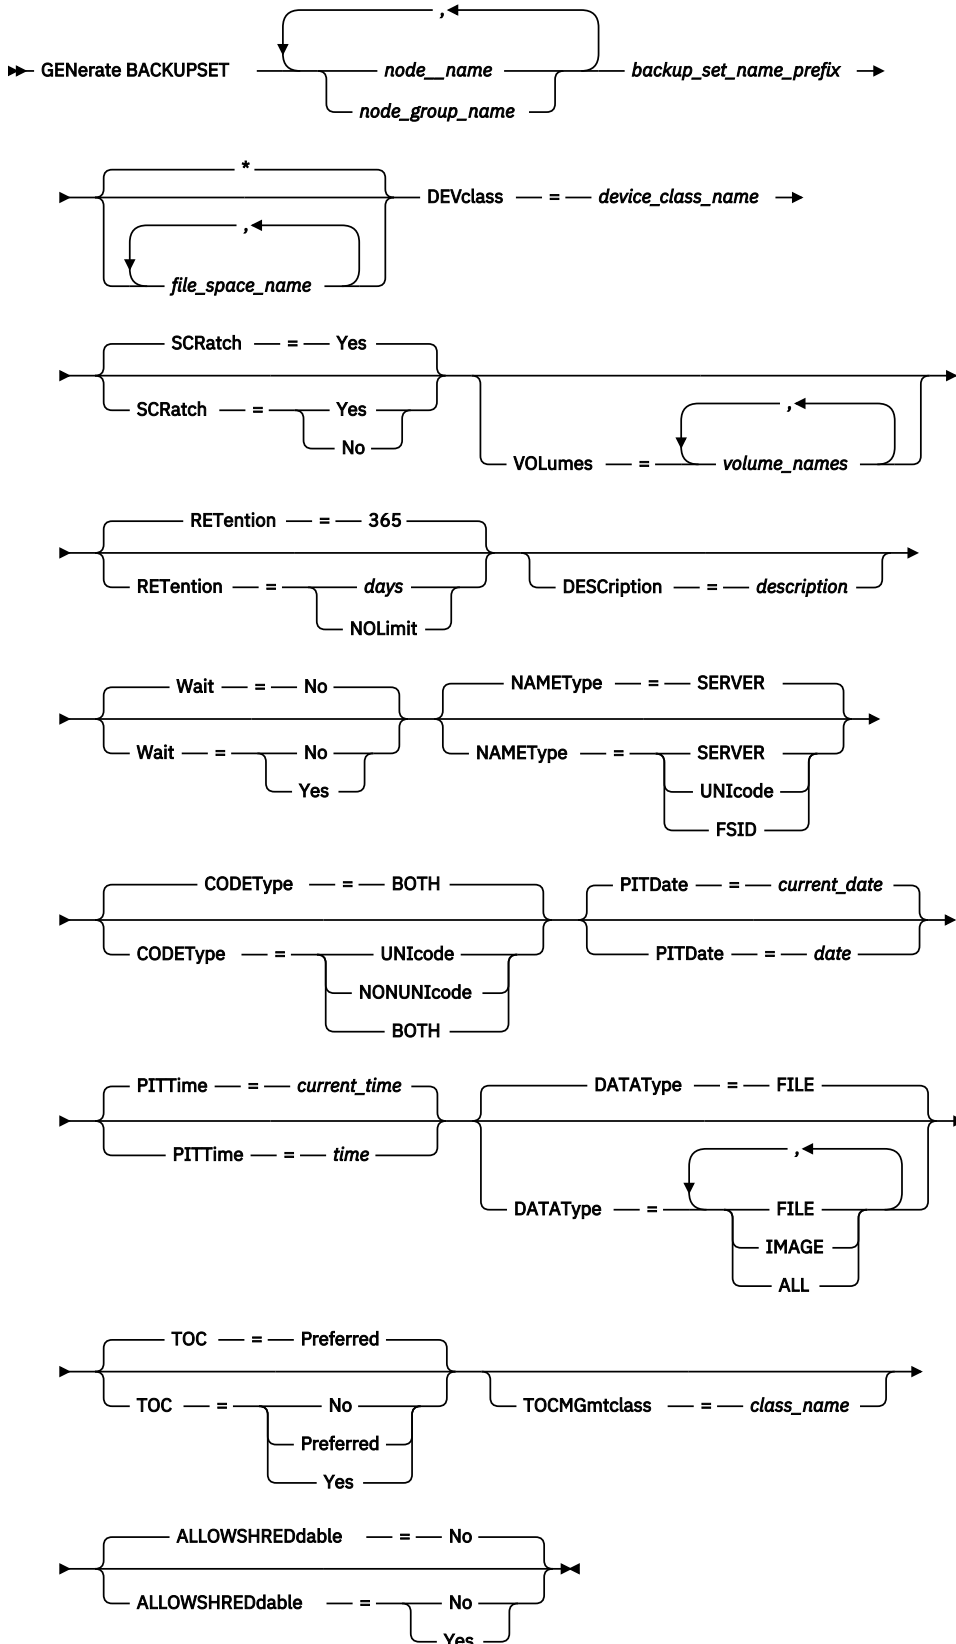 ,
GENerate BACKUPSET node__name backup_set_name_prefix
node_group_name
*
DEVclass = device_class_name
,
file_space_name
SCRatch = Yes
SCRatch = Yes
No
,
VOLumes = volume_names
RETention = 365
RETention = days
NOLimit
DESCription = description
Wait = No
Wait = No
Yes
NAMEType = SERVER
NAMEType = SERVER
UNIcode
FSID
CODEType = BOTH
CODEType = UNIcode
NONUNIcode
BOTH
PITDate = current_date
PITDate = date
PITTime = current_time
PITTime = time
DATAType = FILE
,
DATAType = FILE
IMAGE
ALL
TOC = Preferred
TOC = No
Preferred
Yes
TOCMGmtclass = class_name
ALLOWSHREDdable = No
ALLOWSHREDdable = No
Yes